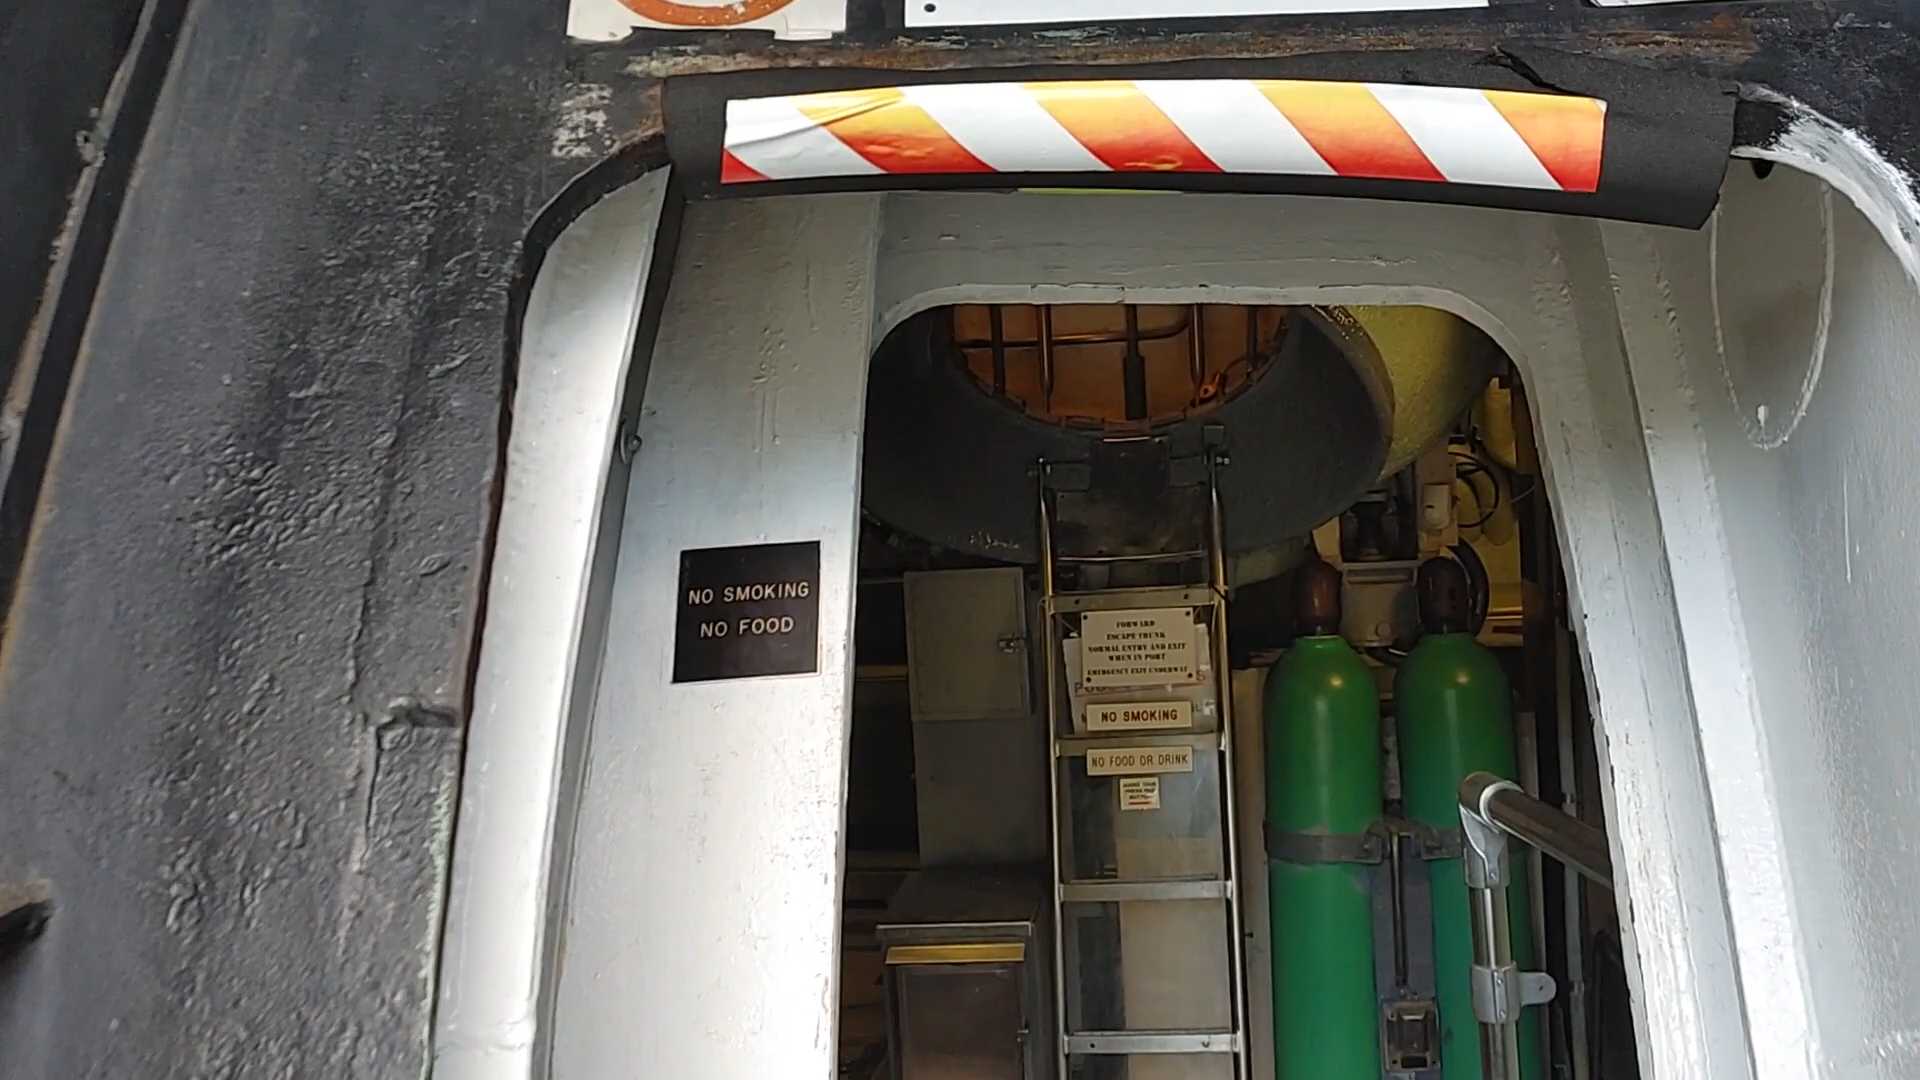 NO SMOKING
NO FOOD
FORWARD
ESCAPE TRUNK
NORMAL ENTRY AND EXIT
WHEN IN PORT
EMERGENCY EXIT UNDERWAY
NO SMOKING
NO FOOD OR DRINK